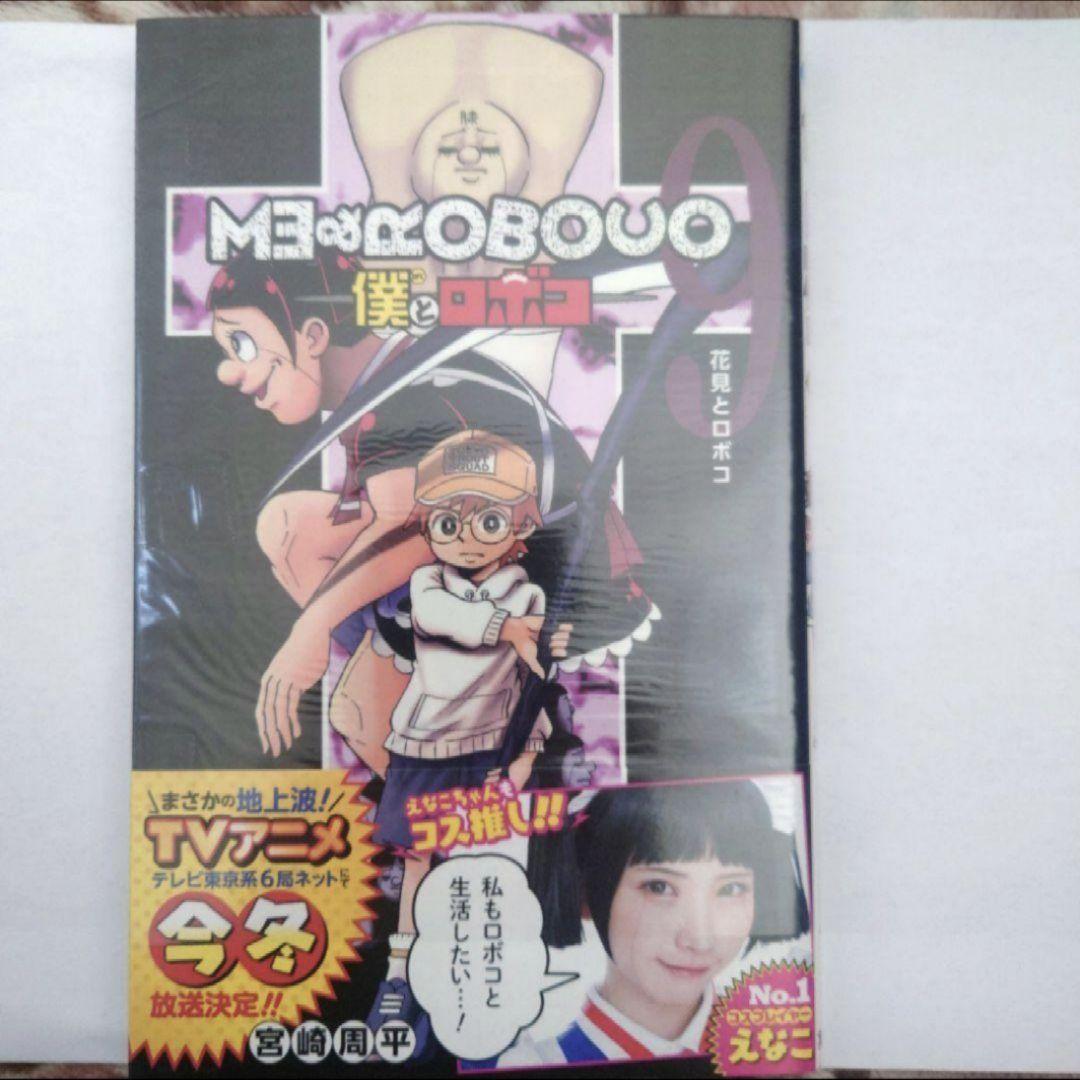 ME&ROBOCO
僕とロボコ
9
花見とロボコ
まさかの地上波!
TVアニメ
テレビ東京系6局ネットにて
今冬
放送決定!!
宮崎周平
えなこちゃんも
コス推し!!
私もロボコと
生活したい…!
No.1
コスプレイヤー
えなこ